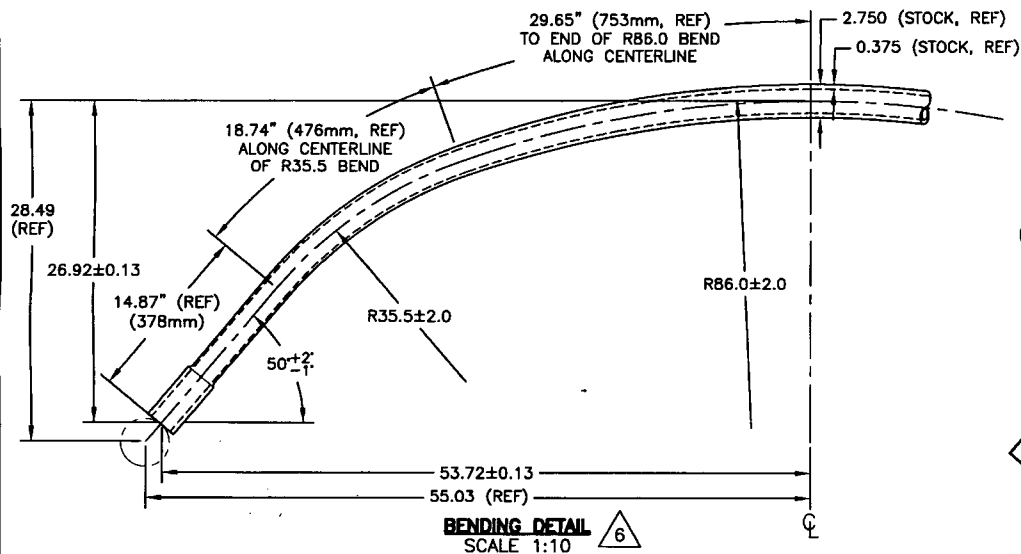 29.65" (753mm, REF)
TO END OF R86.0 BEND
ALONG CENTERLINE
2.750 (STOCK, REF)
0.375 (STOCK, REF)
18.74" (476mm, REF)
ALONG CENTERLINE
OF R35.5 BEND
28.49
(REF)
26.92±0.13
14.87" (REF)
(378mm)
R86.0±2.0
R35.5±2.0
50°+2°
-1°
53.72±0.13
55.03 (REF)
BENDING DETAIL 6
SCALE 1:10
CL